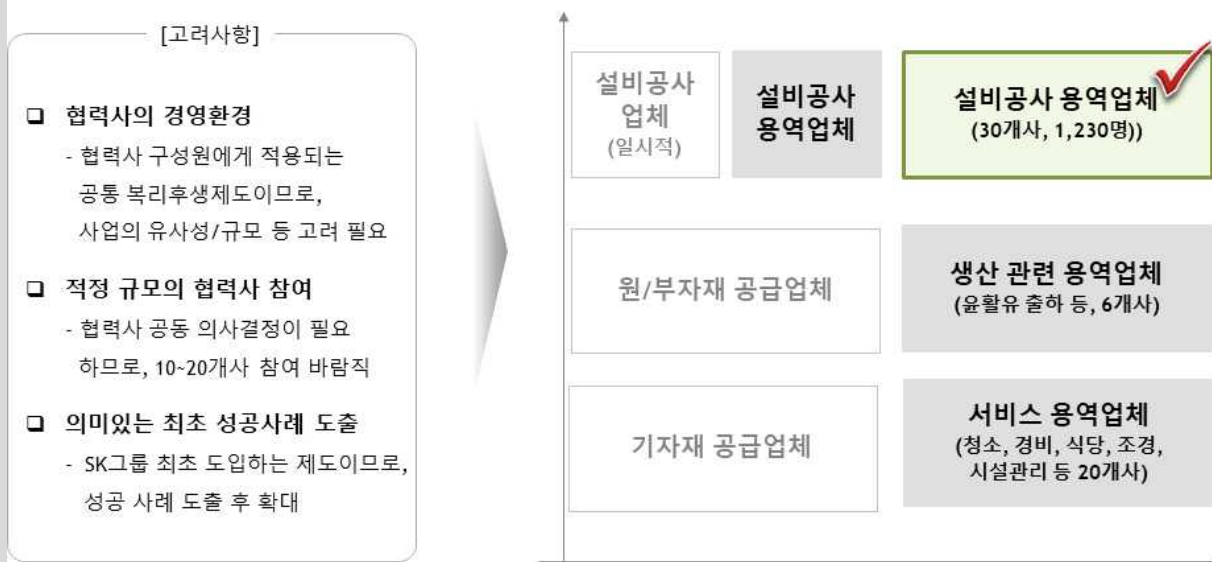 [고려사항]
❑ 협력사의 경영환경
- 협력사 구성원에게 적용되는
공통 복리후생제도이므로,
사업의 유사성/규모 등 고려 필요
❑ 적정 규모의 협력사 참여
- 협력사 공동 의사결정이 필요
하므로, 10~20개사 참여 바람직
❑ 의미있는 최초 성공사례 도출
- SK그룹 최초 도입하는 제도이므로,
성공 사례 도출 후 확대
설비공사
업체
(일시적)
설비공사
용역업체
설비공사 용역업체
(30개사, 1,230명))
원/부자재 공급업체
생산 관련 용역업체
(윤활유 출하 등, 6개사)
기자재 공급업체
서비스 용역업체
(청소, 경비, 식당, 조경,
시설관리 등 20개사)